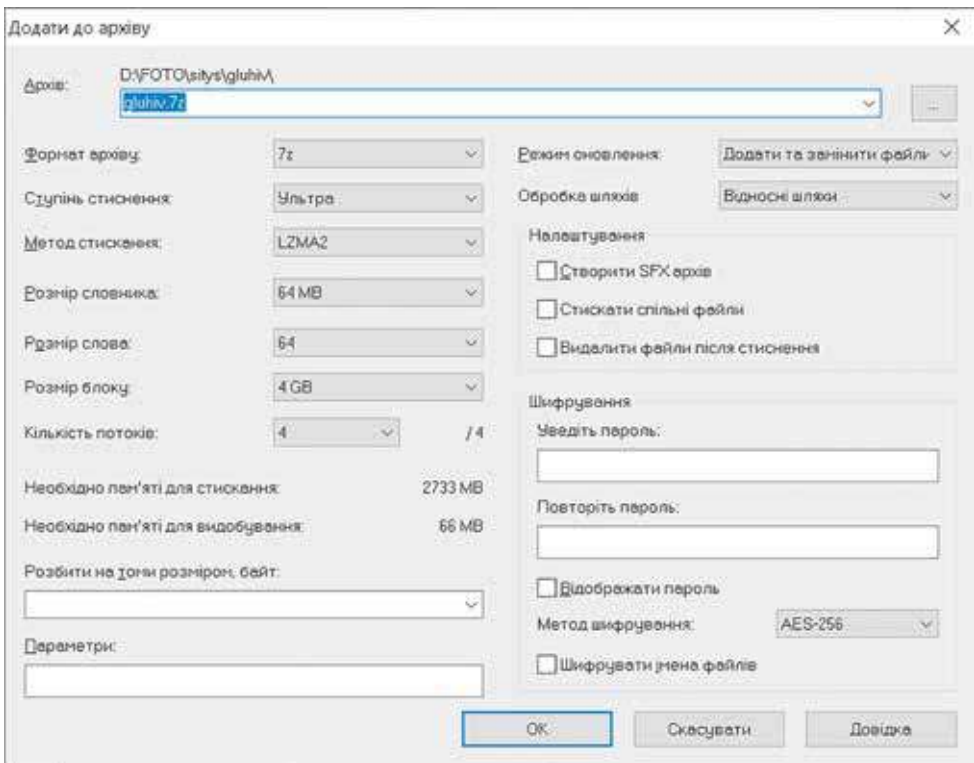 Додати до архіву
Архів:
D:\FOTO\sitys\gluhiv\
gluhiv.7z
...
Формат архіву:
7z
Ступінь стиснення:
Ультра
Метод стискання:
LZMA2
Розмір словника:
64 MB
Розмір слова:
64
Розмір блоку:
4 GB
Кількість потоків:
4
/ 4
Необхідно пам'яті для стискання:
2733 MB
Необхідно пам'яті для видобування:
66 MB
Розбити на томи розміром, байт:
Параметри:
Режим оновлення:
Додати та замінити файли
Обробка шляхів
Відносні шляхи
Налаштування
Створити SFX архів
Стискати спільні файли
Видалити файли після стиснення
Шифрування
Уведіть пароль:
Повторіть пароль:
Відображати пароль
Метод шифрування:
AES-256
Шифрувати імена файлів
OK
Скасувати
Довідка